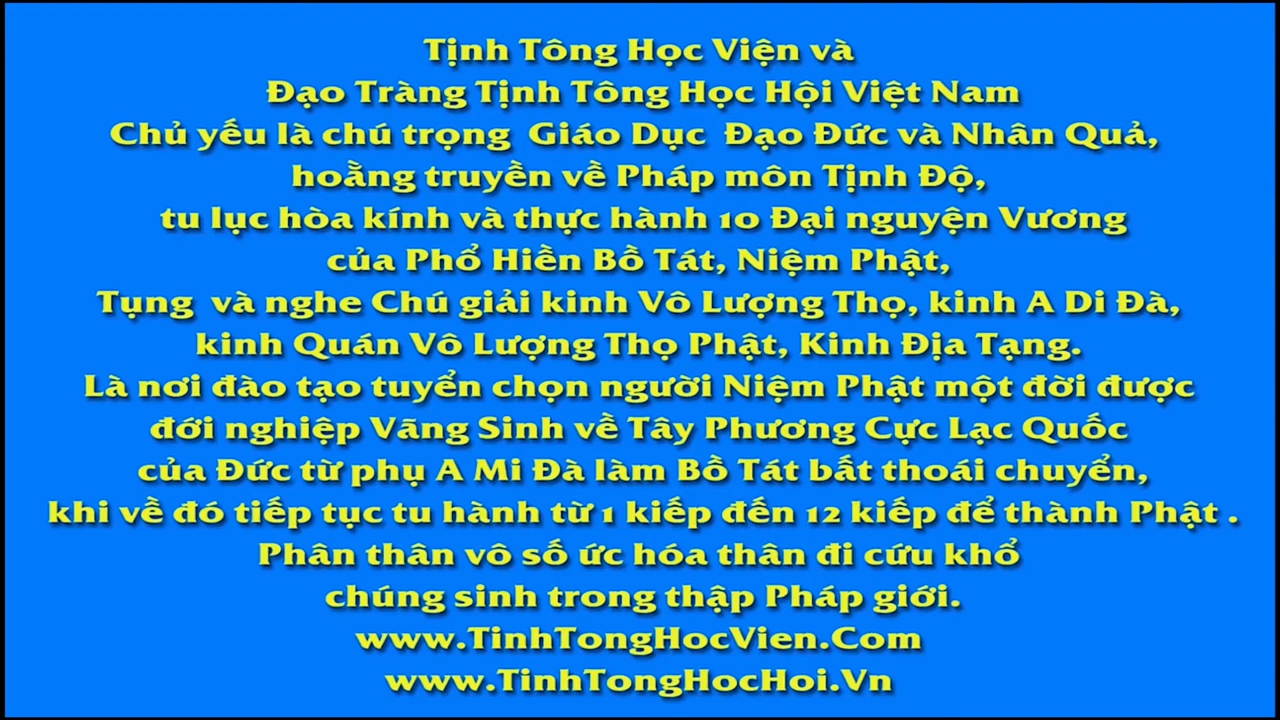 Tịnh Tông Học Viện và
Đạo Tràng Tịnh Tông Học Hội Việt Nam
Chủ yếu là chú trọng Giáo Dục Đạo Đức và Nhân Quả,
hoằng truyền về Pháp môn Tịnh Độ,
tu lục hòa kính và thực hành 10 Đại nguyện Vương
của Phổ Hiền Bồ Tát, Niệm Phật,
Tụng và nghe Chú giải kinh Vô Lượng Thọ, kinh A Di Đà,
kinh Quán Vô Lượng Thọ Phật, Kinh Địa Tạng.
Là nơi đào tạo tuyển chọn người Niệm Phật một đời được
đới nghiệp Vãng Sinh về Tây Phương Cực Lạc Quốc
của Đức từ phụ A Mi Đà làm Bồ Tát bất thoái chuyển,
khi về đó tiếp tục tu hành từ 1 kiếp đến 12 kiếp để thành Phật .
Phân thân vô số ức hóa thân đi cứu khổ
chúng sinh trong thập Pháp giới.
www.TinhTongHocVien.Com
www.TinhTongHocHoi.Vn